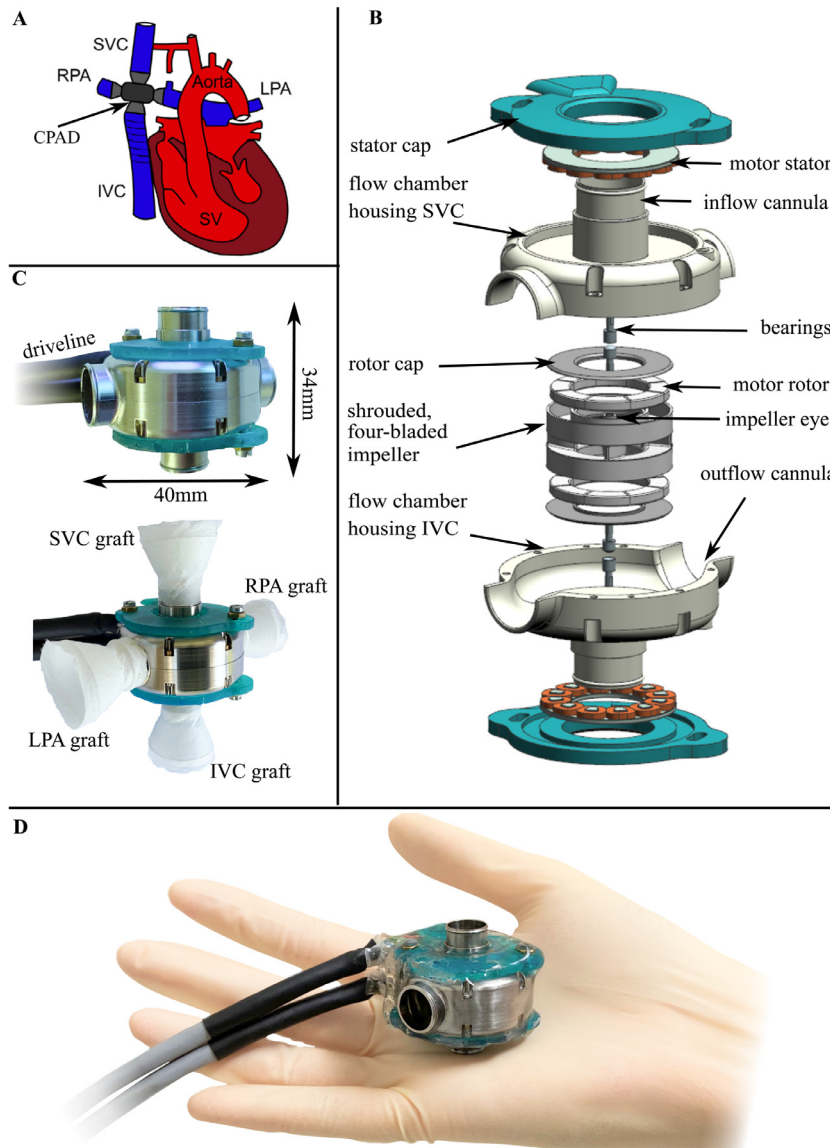 A
SVC
RPA
Aorta
LPA
CPAD
IVC
SV
B
stator cap
motor stator
flow chamber
housing SVC
inflow cannula
bearings
rotor cap
motor rotor
shrouded,
four-bladed
impeller
impeller eye
outflow cannula
flow chamber
housing IVC
C
driveline
34mm
40mm
SVC graft
RPA graft
LPA graft
IVC graft
D